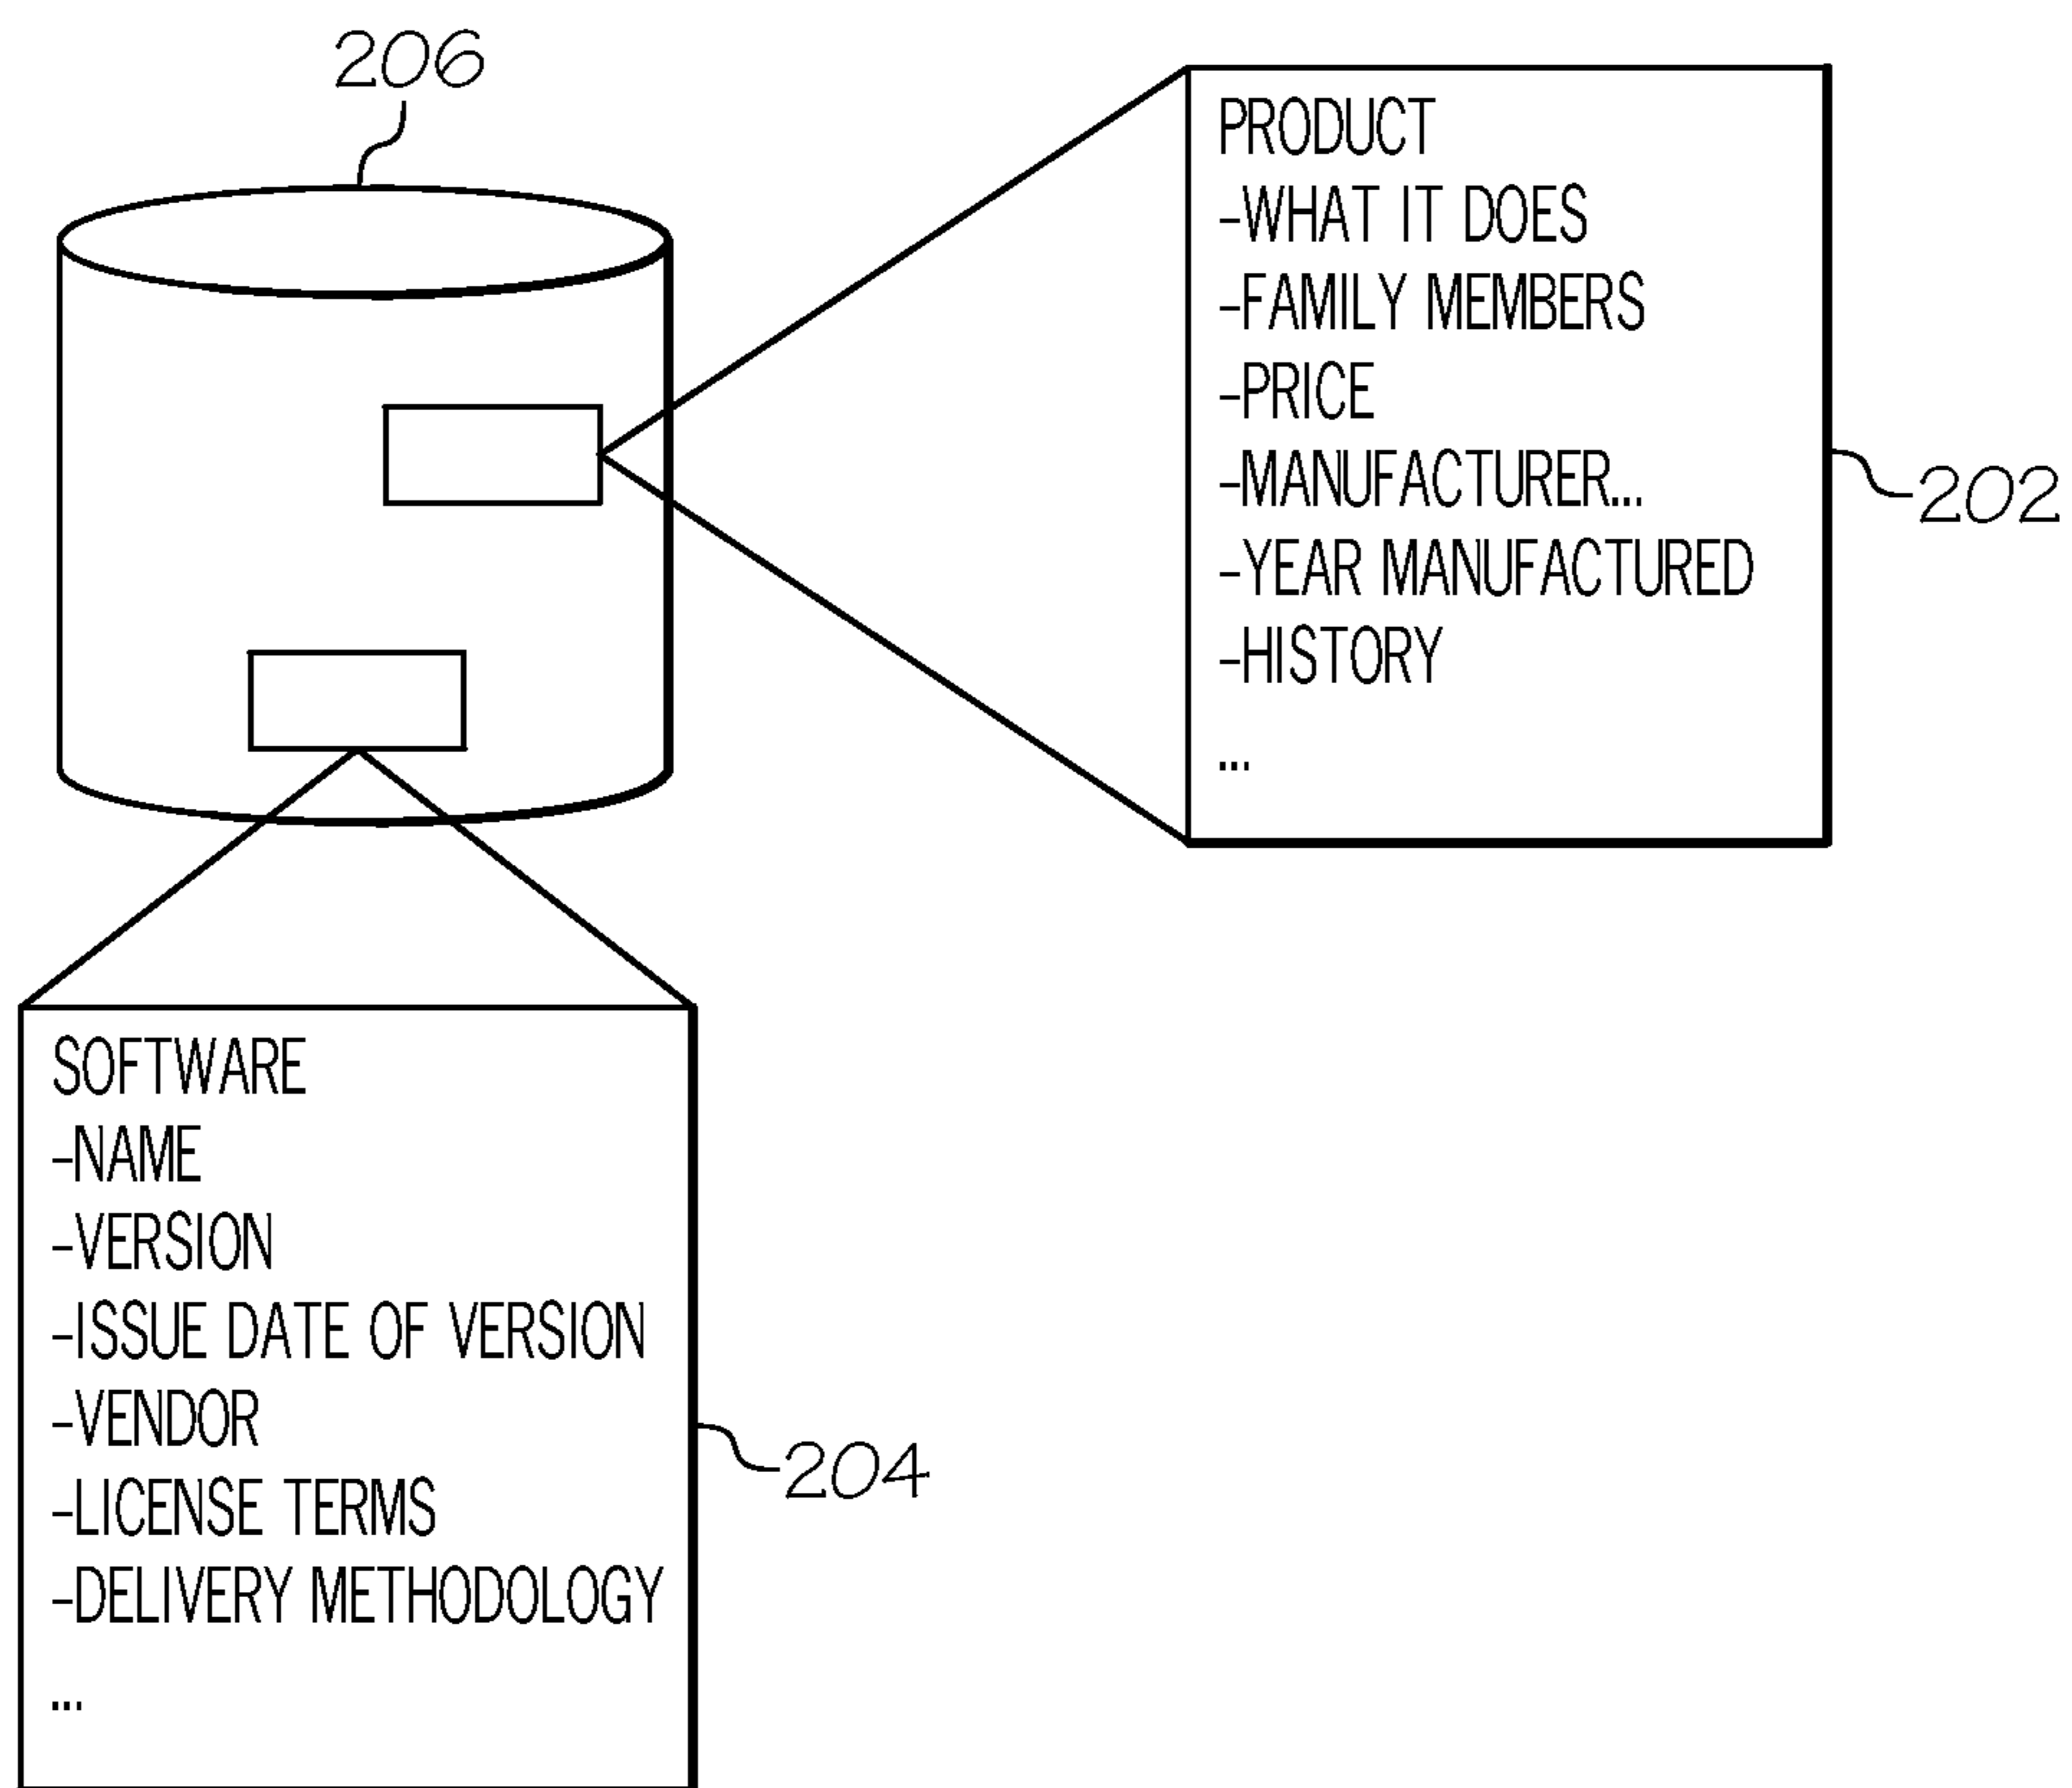 206
PRODUCT
-WHAT IT DOES
-FAMILY MEMBERS
-PRICE
-MANUFACTURER...
-YEAR MANUFACTURED
-HISTORY
...
202
SOFTWARE
-NAME
-VERSION
-ISSUE DATE OF VERSION
-VENDOR
-LICENSE TERMS
-DELIVERY METHODOLOGY
...
204